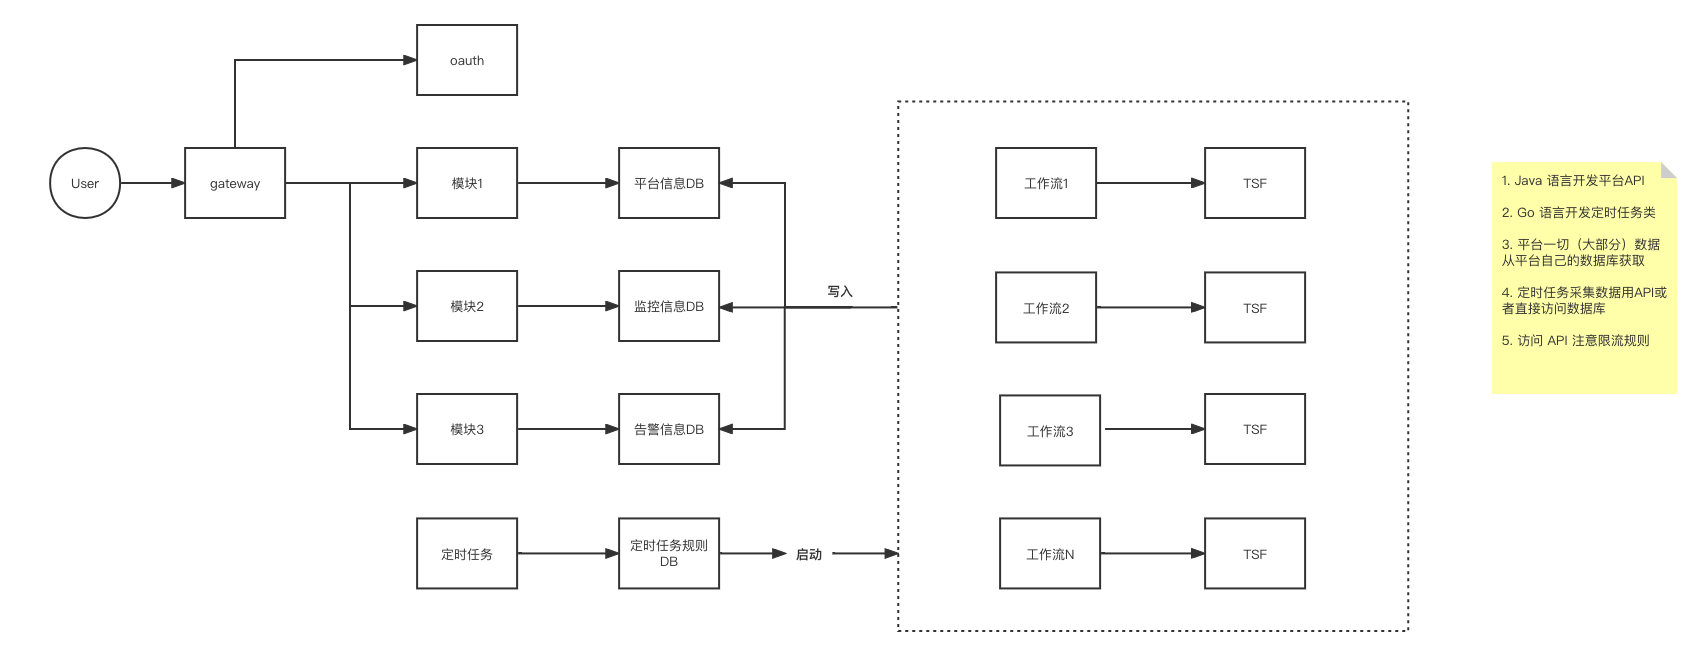 oauth
User
gateway
模块1
平台信息DB
工作流1
TSF
模块2
监控信息DB
写入
工作流2
TSF
模块3
告警信息DB
工作流3
TSF
定时任务
定时任务规则
DB
启动
工作流N
TSF
1. Java 语言开发平台API
2. Go 语言开发定时任务类
3. 平台一切（大部分）数据
从平台自己的数据库获取
4. 定时任务采集数据用API或
者直接访问数据库
5. 访问 API 注意限流规则